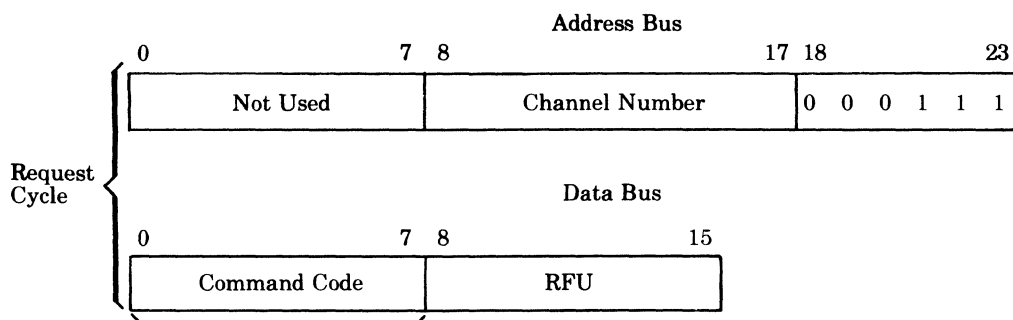 Address Bus
0 7 8 17 18 23
Not Used Channel Number 0 0 0 1 1 1
Request
Cycle
Data Bus
0 7 8 15
Command Code RFU